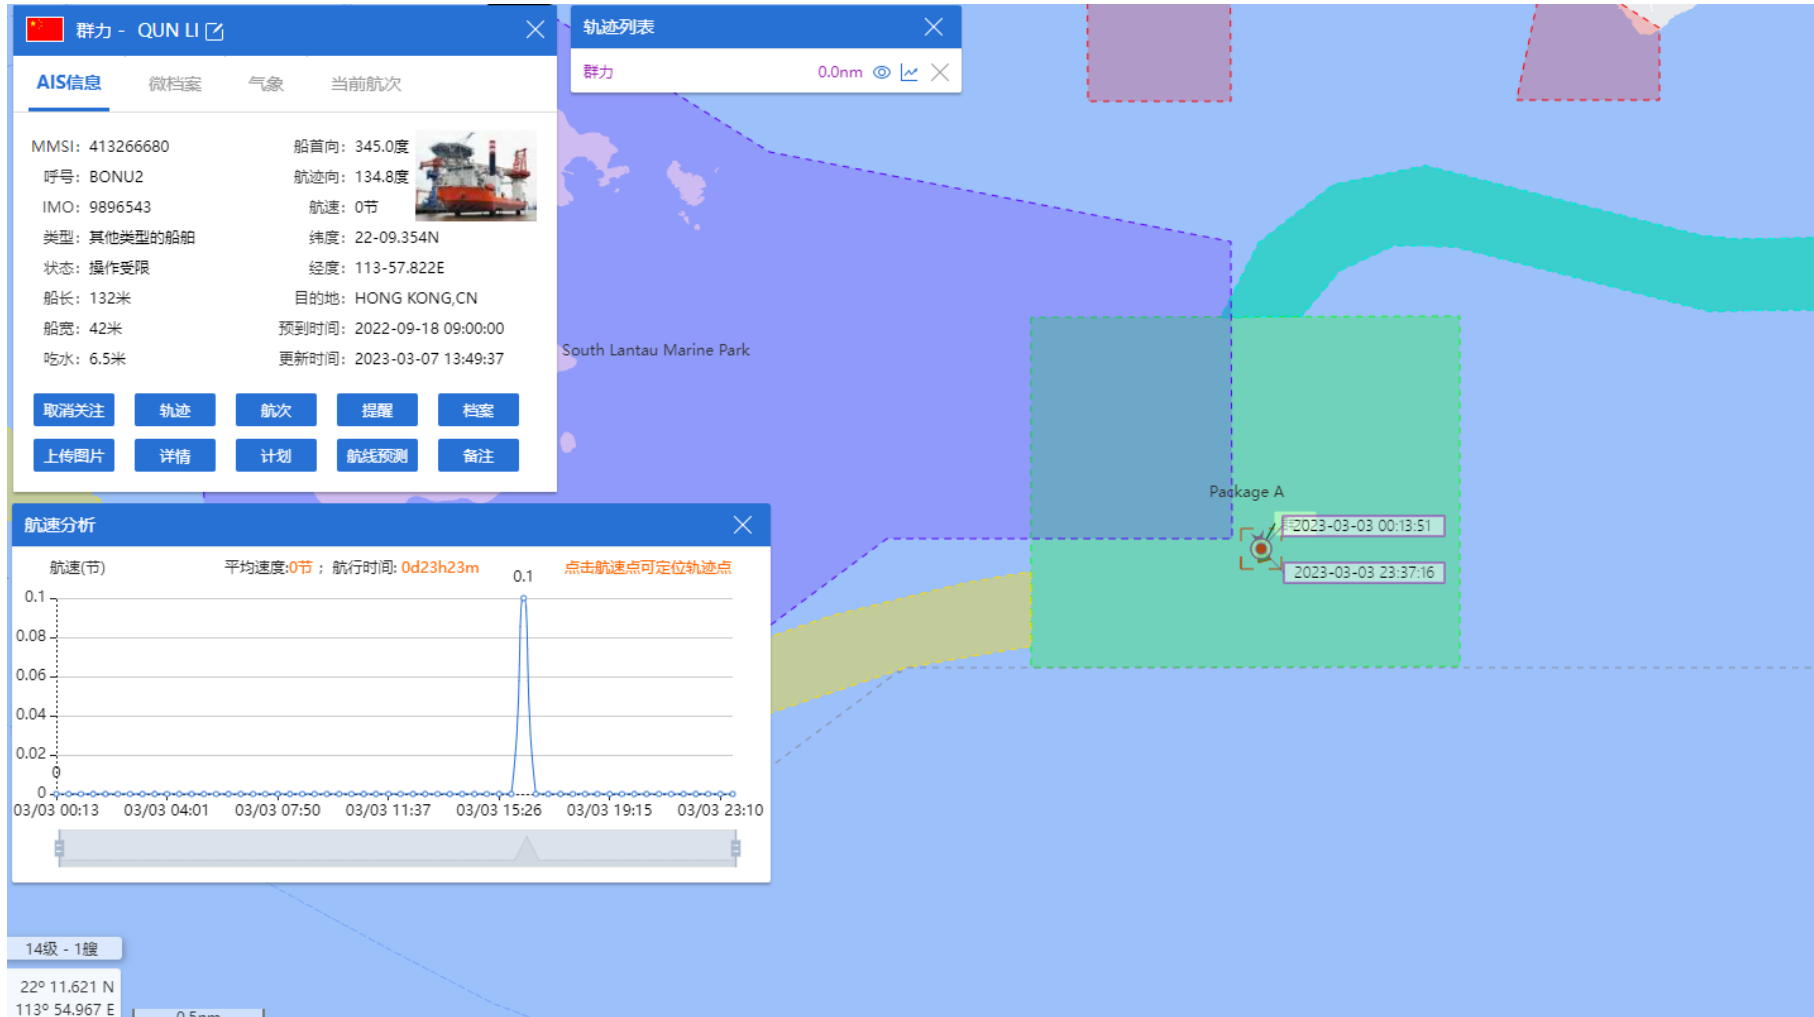 群力 - QUN LI
AIS信息 微档案 气象 当前航次
MMSI: 413266680 船首向: 345.0度
呼号: BONU2 航迹向: 134.8度
IMO: 9896543 航速: 0节
类型: 其他类型的船舶 纬度: 22-09.354N
状态: 操作受限 经度: 113-57.822E
船长: 132米 目的地: HONG KONG,CN
船宽: 42米 预到时间: 2022-09-18 09:00:00
吃水: 6.5米 更新时间: 2023-03-07 13:49:37
取消关注 轨迹 航次 提醒 档案
上传图片 详情 计划 航线预测 备注
轨迹列表
群力 0.0nm
South Lantau Marine Park
Package A
2023-03-03 00:13:51
2023-03-03 23:37:16
航速分析
航速(节) 平均速度:0节 ; 航行时间: 0d23h23m 点击航速点可定位轨迹点
0.1
0.1
0.08
0.06
0.04
0.02
0
0
03/03 00:13 03/03 04:01 03/03 07:50 03/03 11:37 03/03 15:26 03/03 19:15 03/03 23:10
14级 - 1艘
22º 11.621 N
113º 54.967 E
0.5nm